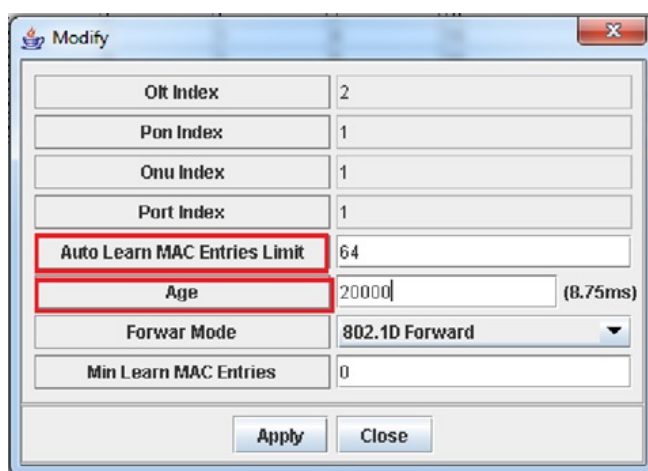 Modify
Olt Index 2
Pon Index 1
Onu Index 1
Port Index 1
Auto Learn MAC Entries Limit 64
Age 20000 (8.75ms)
Forwar Mode 802.1D Forward
Min Learn MAC Entries 0
Apply Close